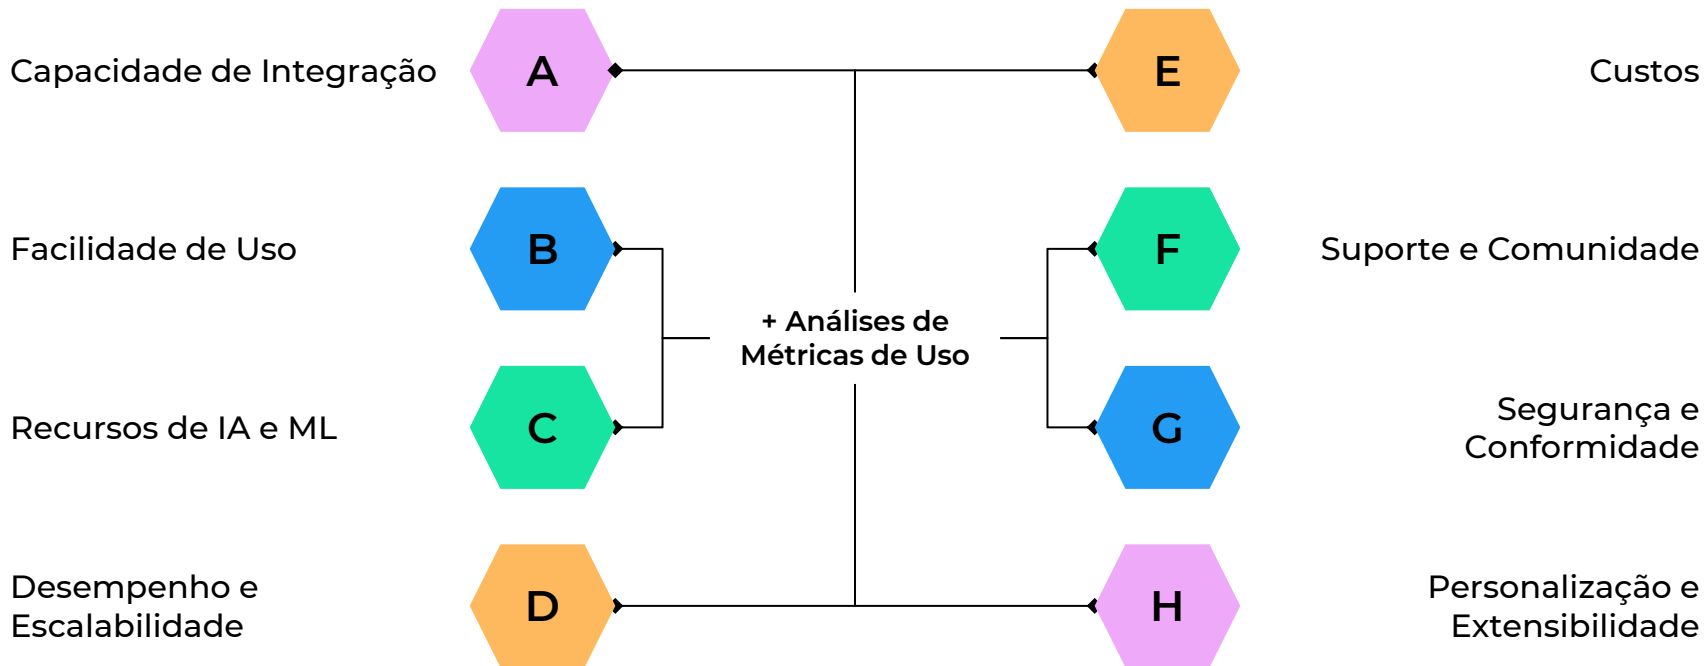 Capacidade de Integração
A
E
Custos
Facilidade de Uso
B
F
Suporte e Comunidade
+ Análises de
Métricas de Uso
Recursos de IA e ML
C
G
Segurança e
Conformidade
Desempenho e
Escalabilidade
D
H
Personalização e
Extensibilidade